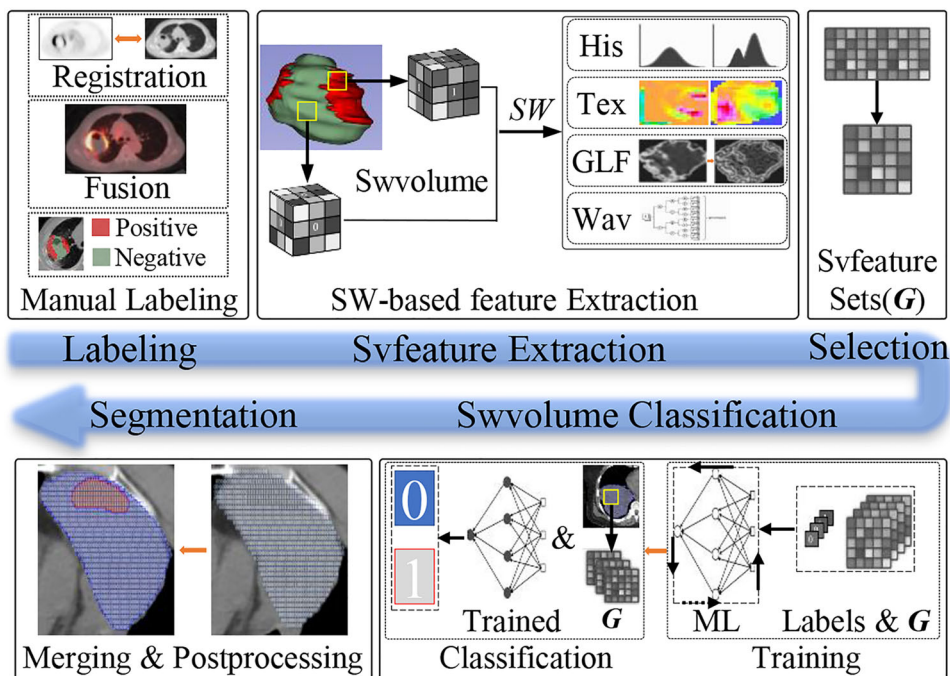 Registration
Fusion
Positive
Negative
Manual Labeling
1
0
Swvolume
SW
His
Tex
GLF
Wav
SW-based feature Extraction
Svfeature
Sets(G)
Labeling
Svfeature Extraction
Selection
Segmentation
Swvolume Classification
Merging & Postprocessing
0
1
&
Trained
G
Classification
0
ML
Labels & G
Training